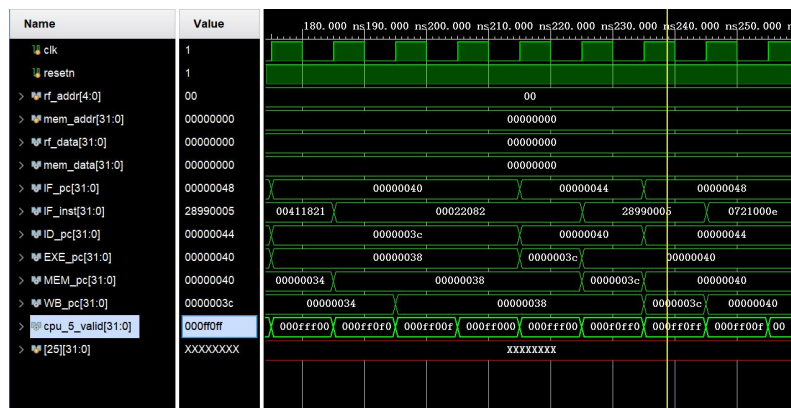 Name Value
180.000 ns 190.000 ns 200.000 ns 210.000 ns 220.000 ns 230.000 ns 240.000 ns 250.000 n
clk 1
resetn 1
rf_addr[4:0] 00 00
mem_addr[31:0] 00000000 00000000
rf_data[31:0] 00000000 00000000
mem_data[31:0] 00000000 00000000
IF_pc[31:0] 00000048 00000040 00000044 00000048
IF_inst[31:0] 28990005 00411821 00022082 28990005 0721000e
ID_pc[31:0] 00000044 0000003c 00000040 00000044
EXE_pc[31:0] 00000040 00000038 0000003c 00000040
MEM_pc[31:0] 00000040 00000034 00000038 0000003c 00000040
WB_pc[31:0] 0000003c 00000034 00000038 0000003c 00000040
cpu_5_valid[31:0] 000ff0ff 000fff00 000ff0f0 000ff00f 000ff000 000fff00 000f0ff0 000ff0ff 000ff00f 00
[25][31:0] XXXXXXXX XXXXXXXX